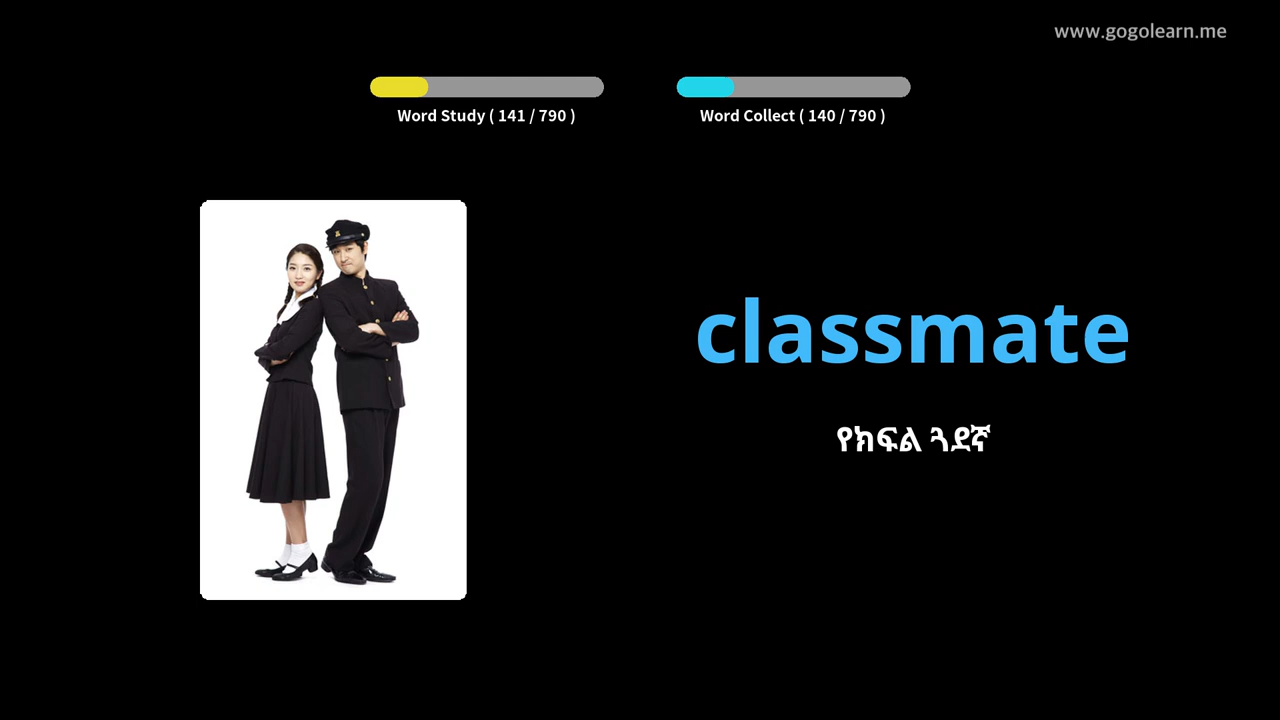 www.gogolearn.me
Word Study ( 141 / 790 )
Word Collect ( 140 / 790 )
classmate
የክፍል ጓደኛ